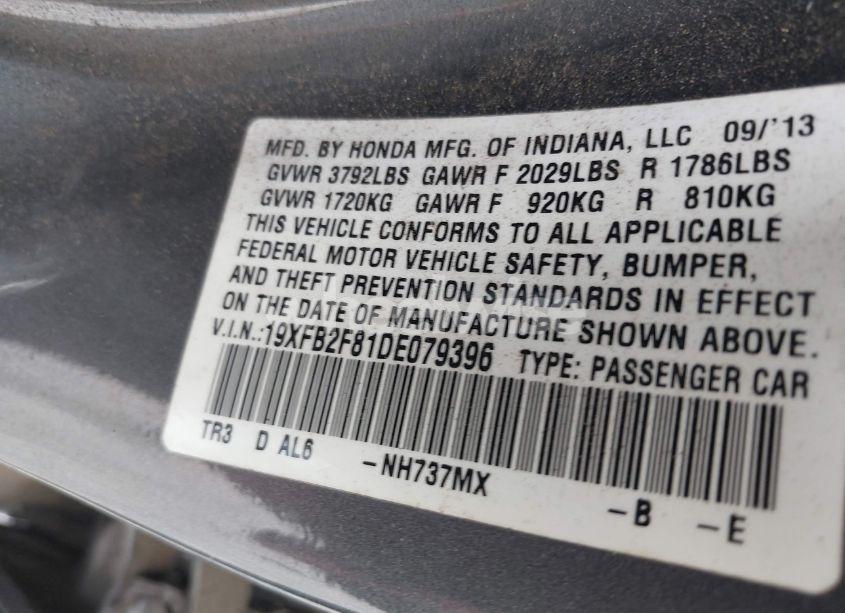 MFD. BY HONDA MFG. OF INDIANA, LLC 09/'13
GVWR 3792LBS GAWR F 2029LBS R 1786LBS
GVWR 1720KG GAWR F 920KG R 810KG
THIS VEHICLE CONFORMS TO ALL APPLICABLE
FEDERAL MOTOR VEHICLE SAFETY, BUMPER,
AND THEFT PREVENTION STANDARDS IN EFFECT
ON THE DATE OF MANUFACTURE SHOWN ABOVE.
V.I.N.:19XFB2F81DE079396 TYPE: PASSENGER CAR
TR3 D AL6 -NH737MX -B -E